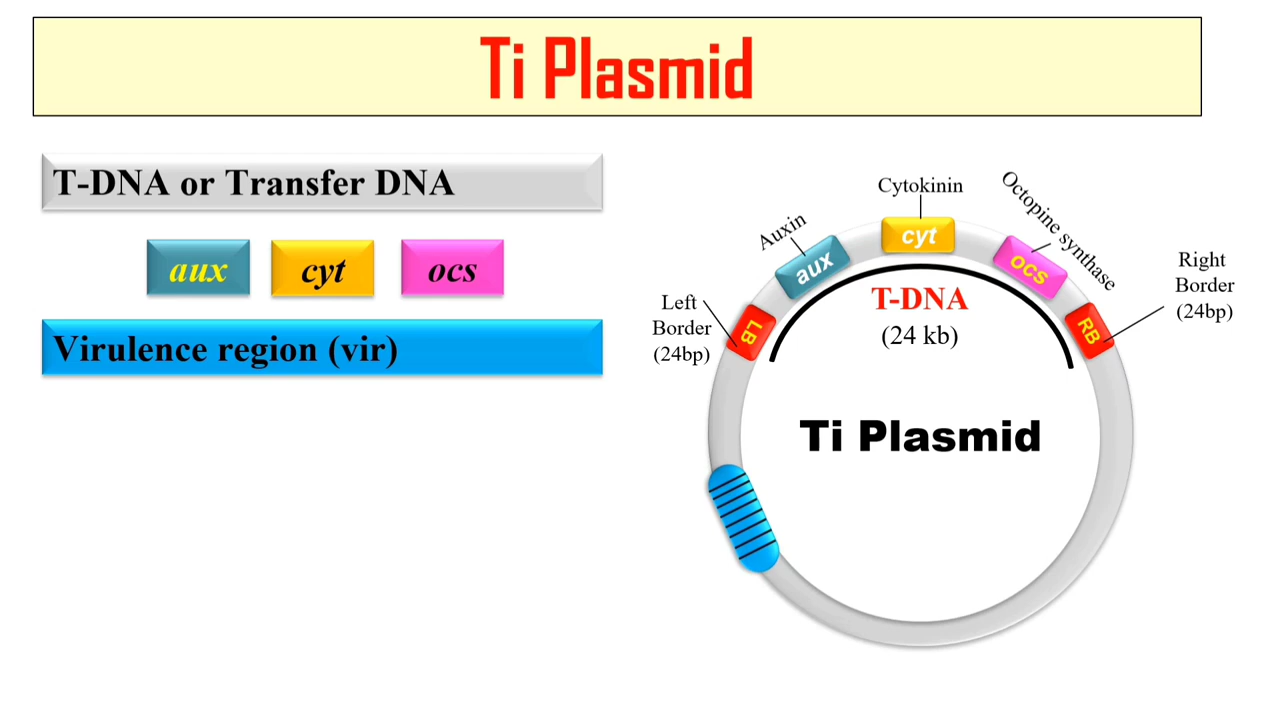 Ti Plasmid
T-DNA or Transfer DNA
aux
cyt
ocs
Virulence region (vir)
Cytokinin
Auxin
Octopine synthase
cyt
aux
ocs
Left
Border
(24bp)
LB
T-DNA
(24 kb)
RB
Right
Border
(24bp)
Ti Plasmid